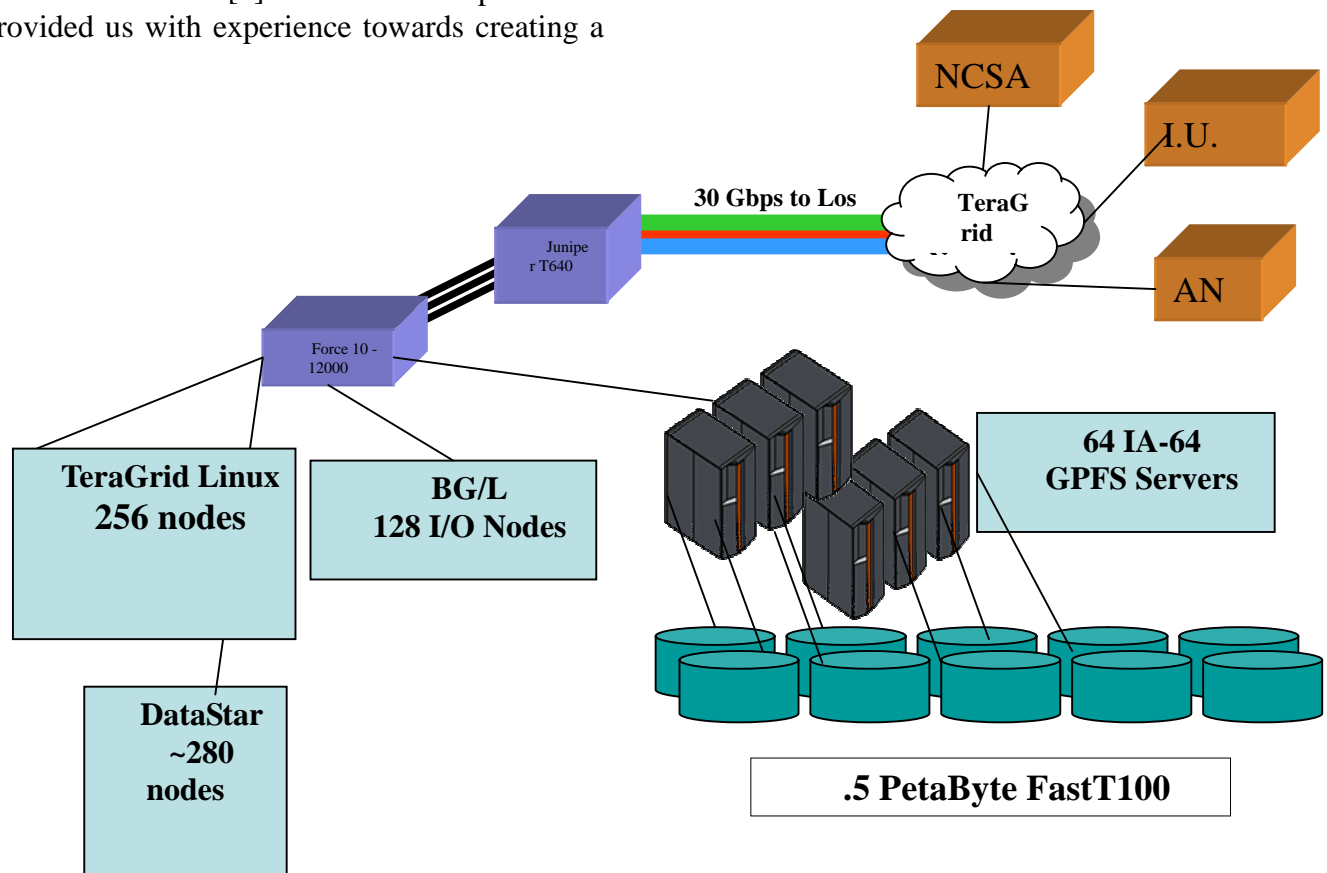 rovided us with experience towards creating a
NCSA
I.U.
30 Gbps to Los
TeraG
rid
Junipe
r T640
AN
Force 10 -
12000
TeraGrid Linux
256 nodes
BG/L
128 I/O Nodes
64 IA-64
GPFS Servers
DataStar
~280
nodes
.5 PetaByte FastT100